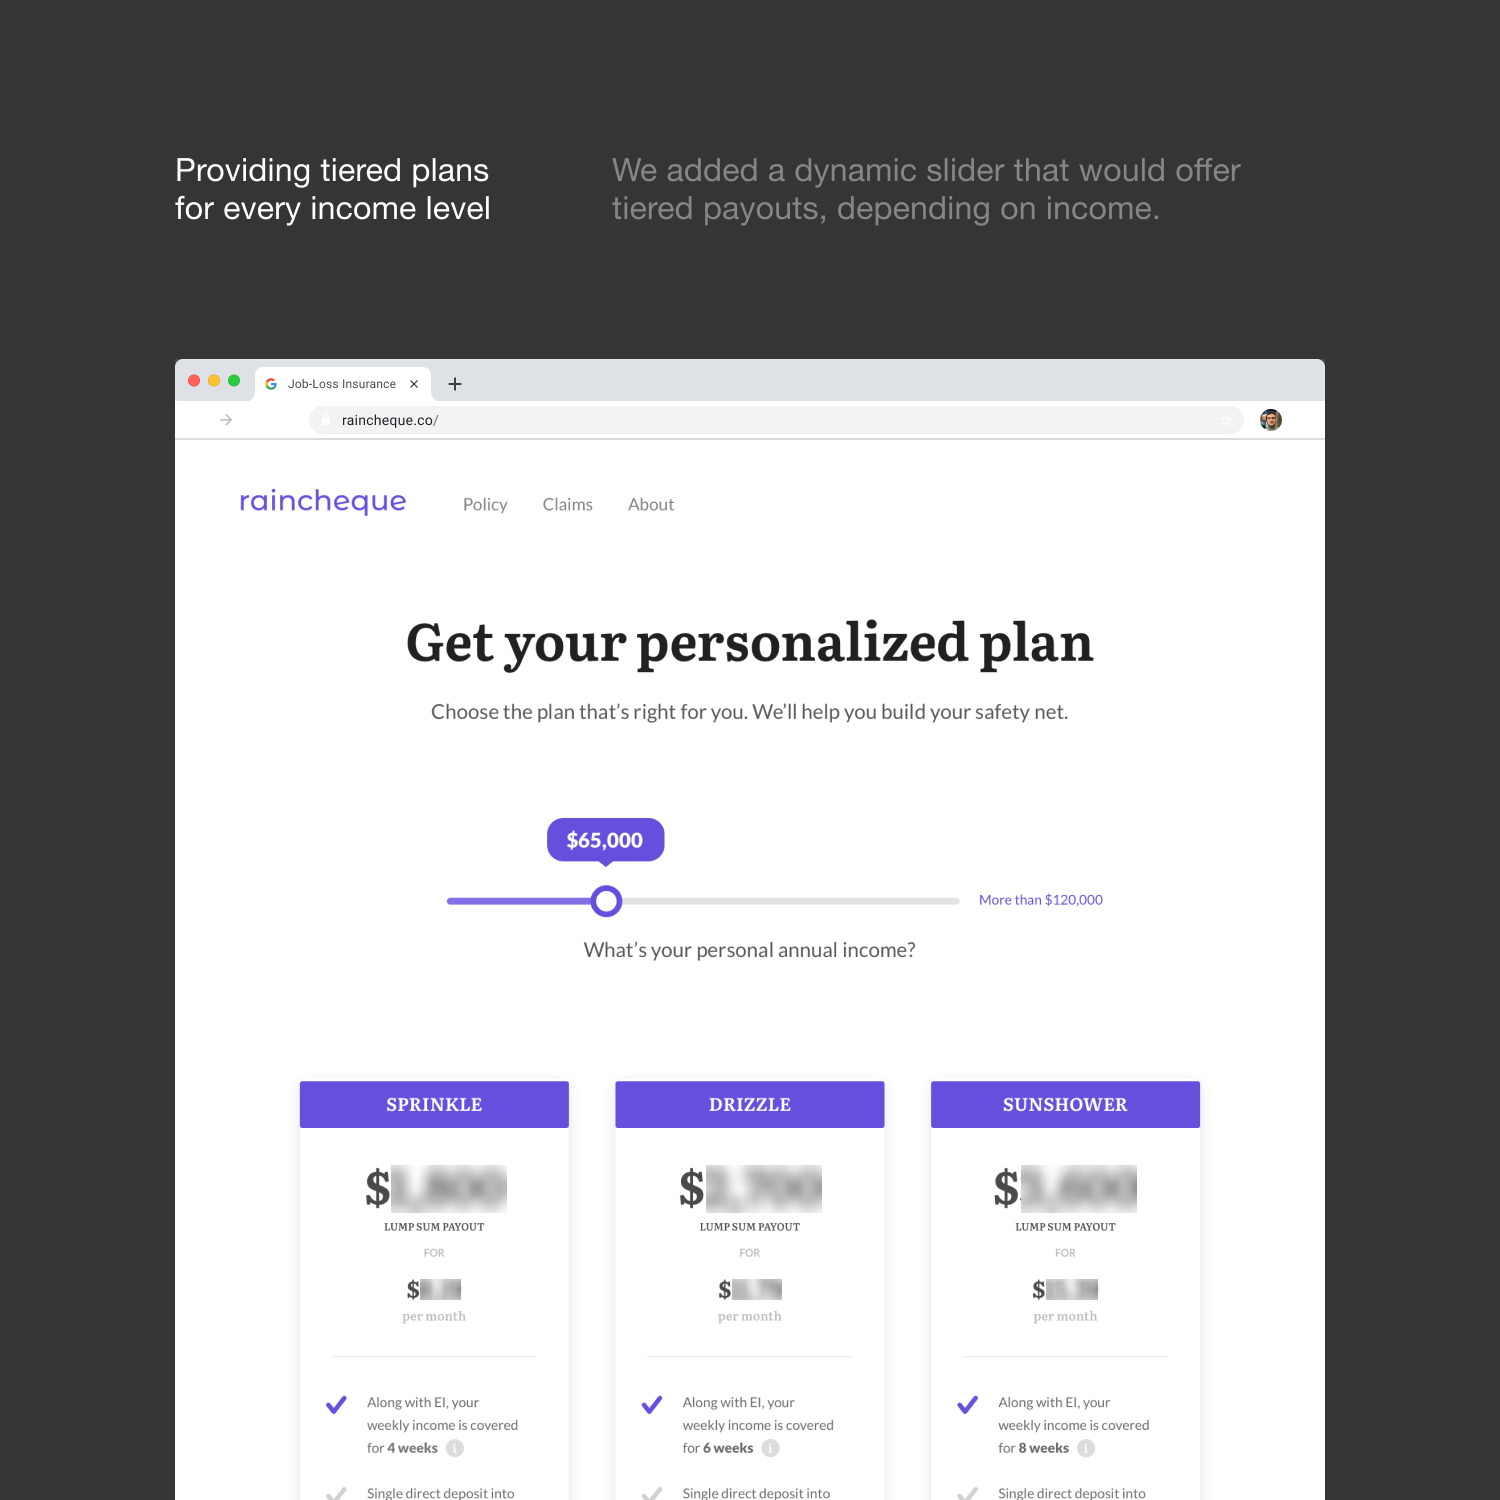 Providing tiered plans
for every income level
We added a dynamic slider that would offer
tiered payouts, depending on income.
Job-Loss Insurance
raincheque.co/
raincheque
Policy
Claims
About
Get your personalized plan
Choose the plan that’s right for you. We’ll help you build your safety net.
$65,000
More than $120,000
What’s your personal annual income?
SPRINKLE
$
LUMP SUM PAYOUT
FOR
$
per month
Along with EI, your
weekly income is covered
for 4 weeks
Single direct deposit into
DRIZZLE
$
LUMP SUM PAYOUT
FOR
$
per month
Along with EI, your
weekly income is covered
for 6 weeks
Single direct deposit into
SUNSHOWER
$
LUMP SUM PAYOUT
FOR
$
per month
Along with EI, your
weekly income is covered
for 8 weeks
Single direct deposit into